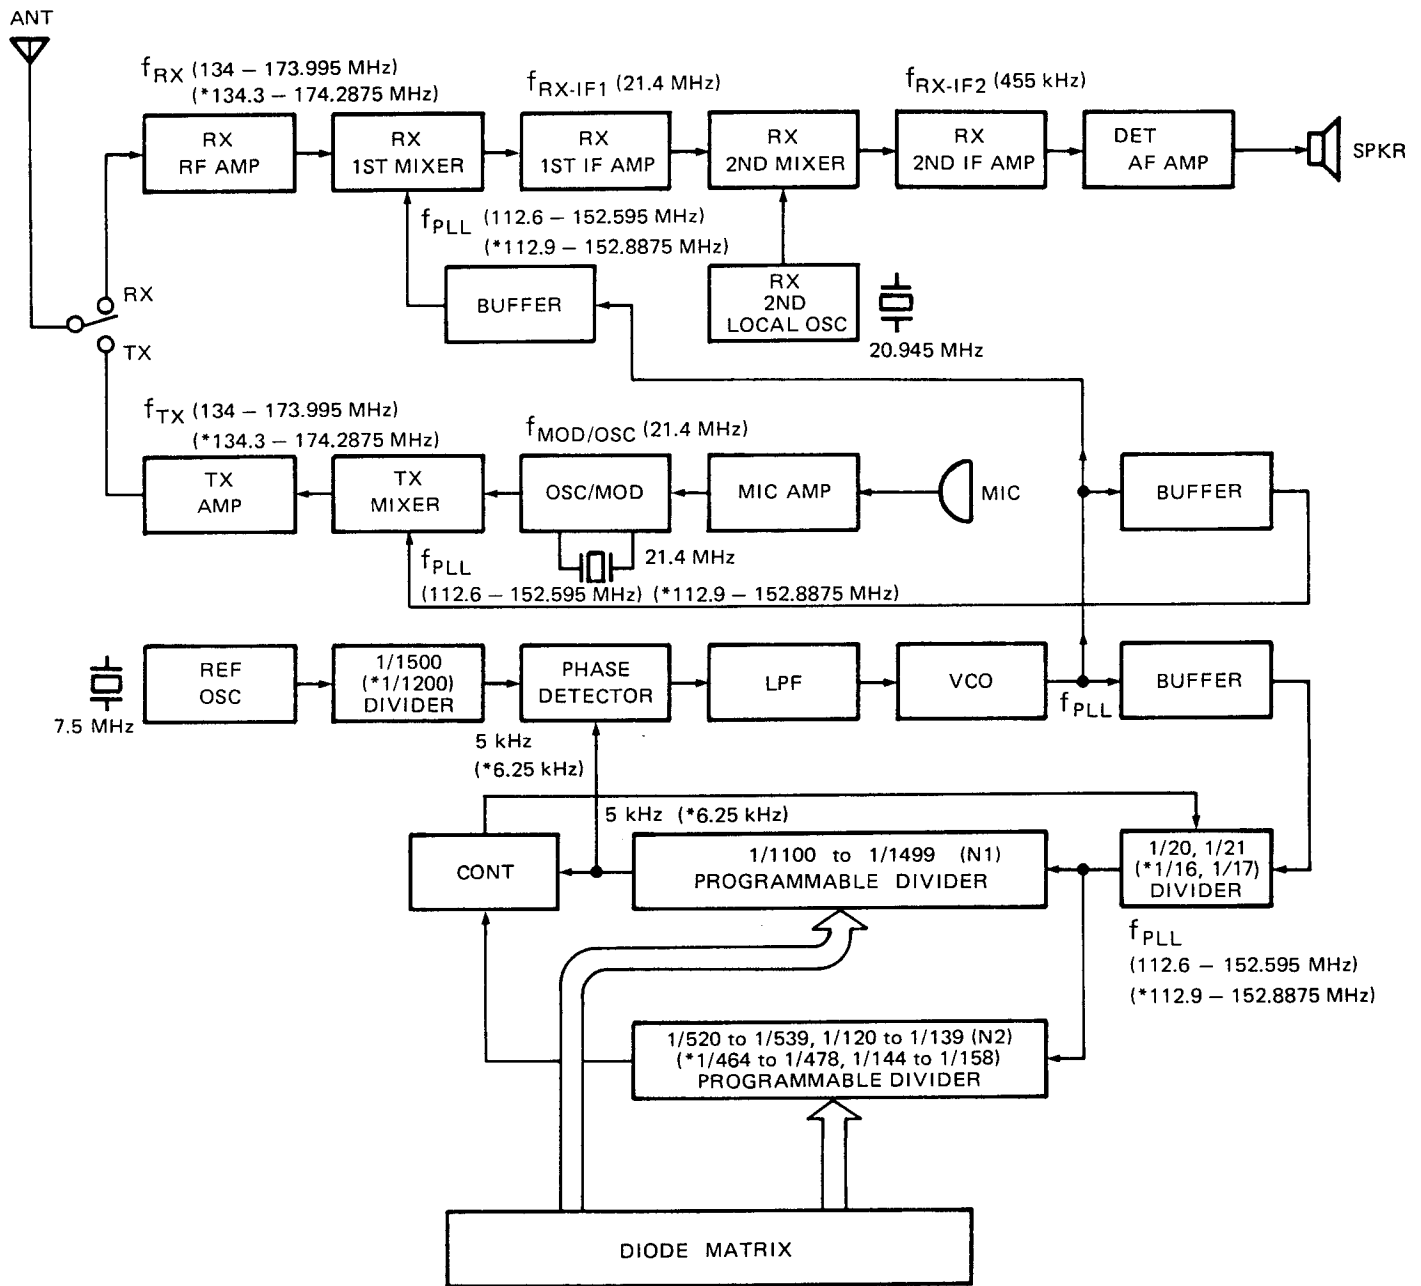 ANT
fRX (134 – 173.995 MHz)
(*134.3 – 174.2875 MHz)
fRX-IF1 (21.4 MHz)
fRX-IF2 (455 kHz)
RX
RF AMP
RX
1ST MIXER
RX
1ST IF AMP
RX
2ND MIXER
RX
2ND IF AMP
DET
AF AMP
SPKR
fPLL (112.6 – 152.595 MHz)
(*112.9 – 152.8875 MHz)
BUFFER
RX
2ND
LOCAL OSC
20.945 MHz
RX
TX
fTX (134 – 173.995 MHz)
(*134.3 – 174.2875 MHz)
fMOD/OSC (21.4 MHz)
TX
AMP
TX
MIXER
OSC/MOD
MIC AMP
MIC
BUFFER
21.4 MHz
fPLL
(112.6 – 152.595 MHz) (*112.9 – 152.8875 MHz)
7.5 MHz
REF
OSC
1/1500
(*1/1200)
DIVIDER
PHASE
DETECTOR
LPF
VCO
fPLL
BUFFER
5 kHz
(*6.25 kHz)
5 kHz (*6.25 kHz)
CONT
1/1100 to 1/1499 (N1)
PROGRAMMABLE DIVIDER
1/20, 1/21
(*1/16, 1/17)
DIVIDER
fPLL
(112.6 – 152.595 MHz)
(*112.9 – 152.8875 MHz)
1/520 to 1/539, 1/120 to 1/139 (N2)
(*1/464 to 1/478, 1/144 to 1/158)
PROGRAMMABLE DIVIDER
DIODE MATRIX